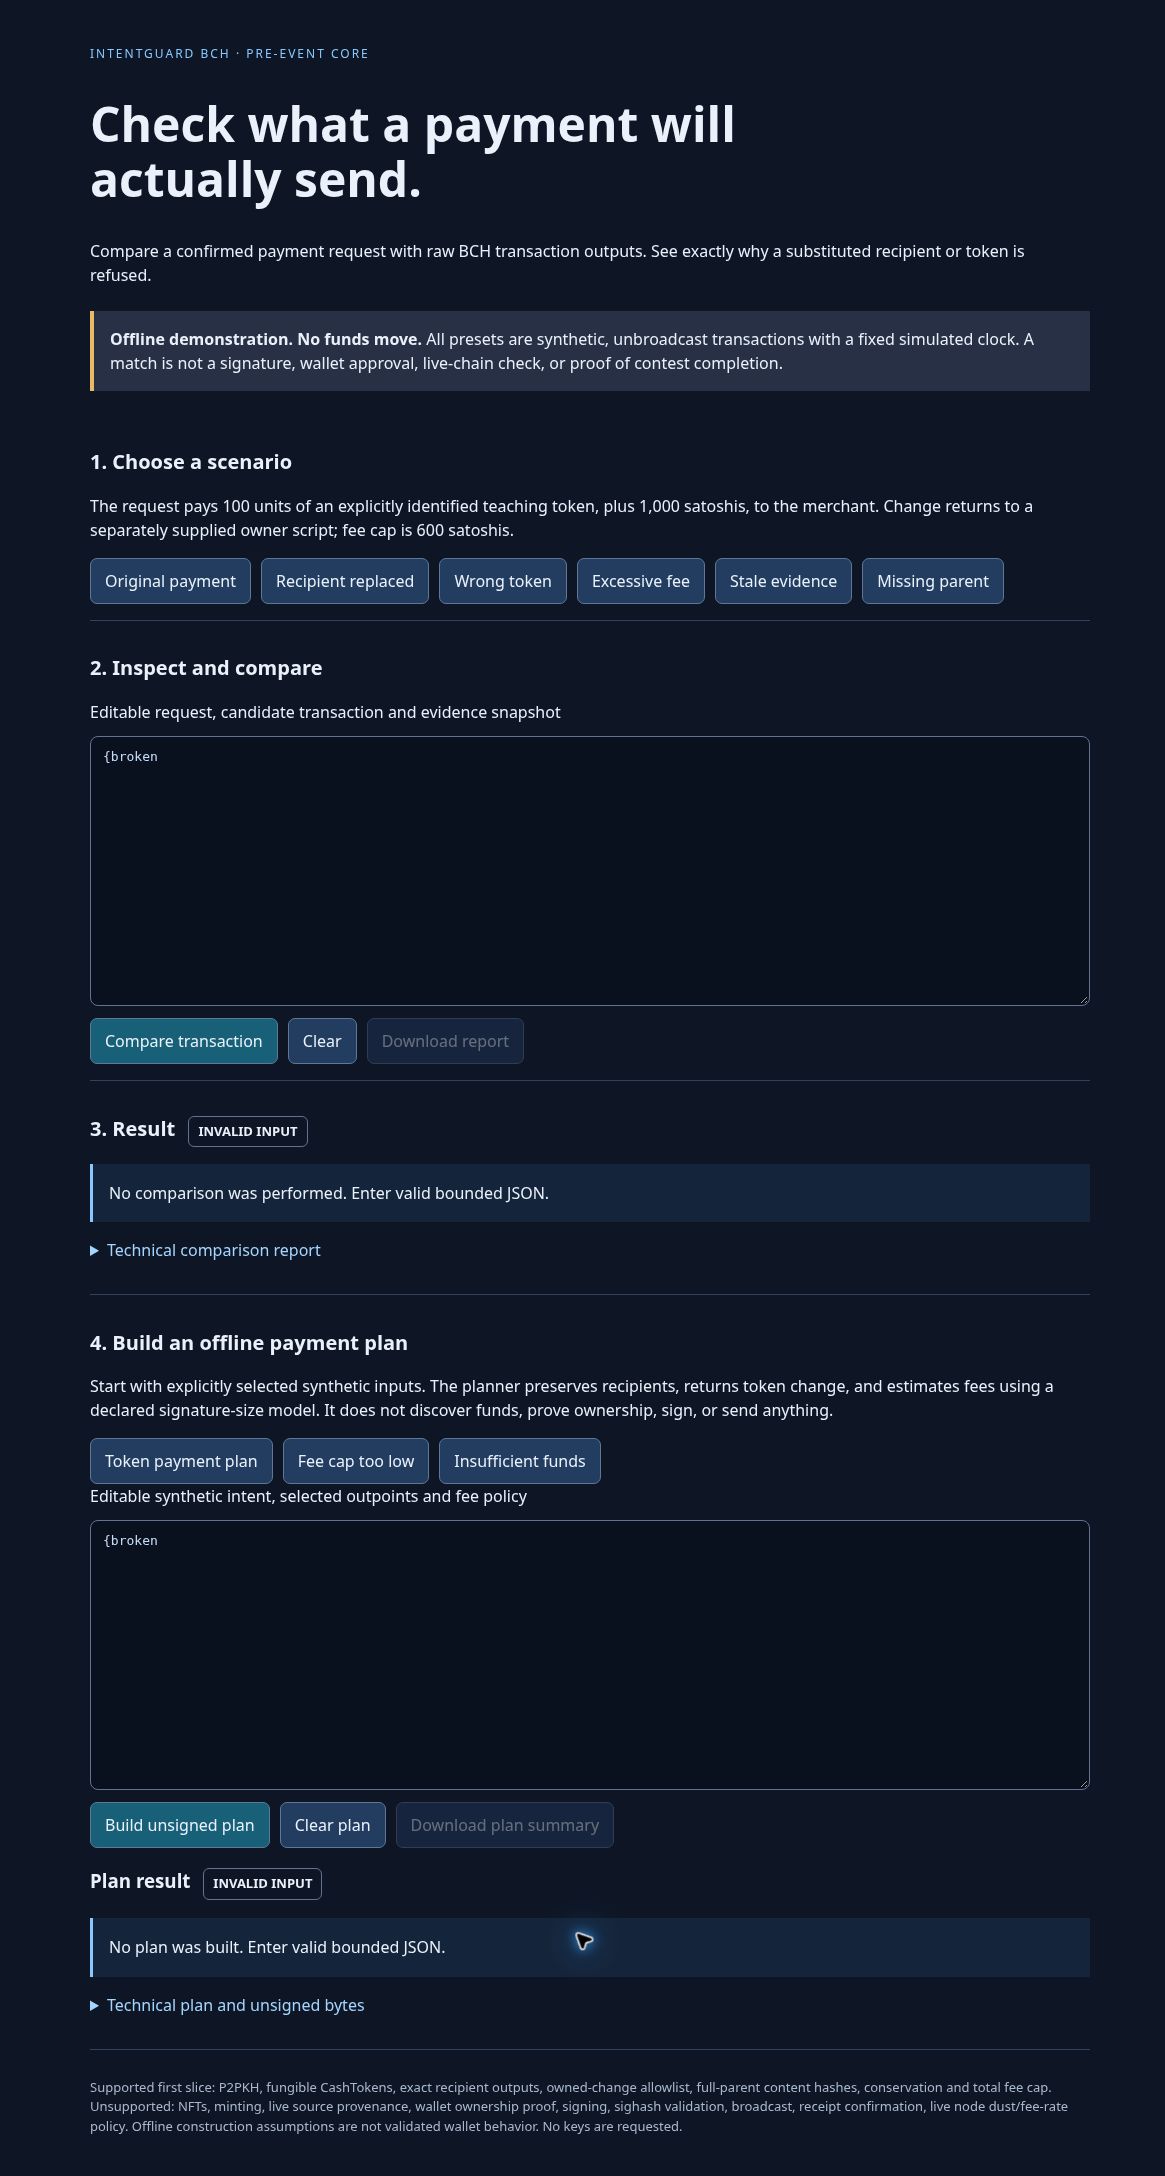 INTENTGUARD BCH · PRE-EVENT CORE
Check what a payment will
actually send.
Compare a confirmed payment request with raw BCH transaction outputs. See exactly why a substituted recipient or token is
refused.
Offline demonstration. No funds move. All presets are synthetic, unbroadcast transactions with a fixed simulated clock. A
match is not a signature, wallet approval, live-chain check, or proof of contest completion.
1. Choose a scenario
The request pays 100 units of an explicitly identified teaching token, plus 1,000 satoshis, to the merchant. Change returns to a
separately supplied owner script; fee cap is 600 satoshis.
Original payment Recipient replaced Wrong token Excessive fee Stale evidence Missing parent
2. Inspect and compare
Editable request, candidate transaction and evidence snapshot
{broken
Compare transaction Clear Download report
3. Result INVALID INPUT
No comparison was performed. Enter valid bounded JSON.
Technical comparison report
4. Build an offline payment plan
Start with explicitly selected synthetic inputs. The planner preserves recipients, returns token change, and estimates fees using a
declared signature-size model. It does not discover funds, prove ownership, sign, or send anything.
Token payment plan Fee cap too low Insufficient funds
Editable synthetic intent, selected outpoints and fee policy
{broken
Build unsigned plan Clear plan Download plan summary
Plan result INVALID INPUT
No plan was built. Enter valid bounded JSON.
Technical plan and unsigned bytes
Supported first slice: P2PKH, fungible CashTokens, exact recipient outputs, owned-change allowlist, full-parent content hashes, conservation and total fee cap.
Unsupported: NFTs, minting, live source provenance, wallet ownership proof, signing, sighash validation, broadcast, receipt confirmation, live node dust/fee-rate
policy. Offline construction assumptions are not validated wallet behavior. No keys are requested.